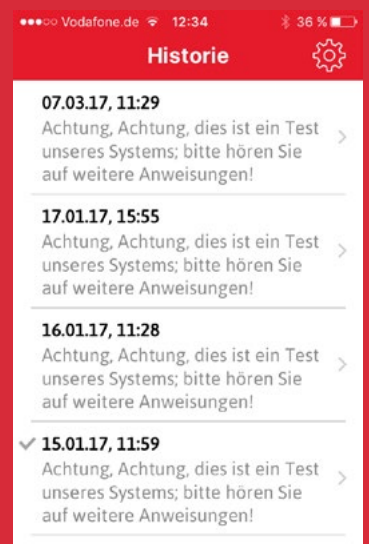 Vodafone.de 12:34 36 %
Historie
07.03.17, 11:29
Achtung, Achtung, dies ist ein Test
unseres Systems; bitte hören Sie
auf weitere Anweisungen!
17.01.17, 15:55
Achtung, Achtung, dies ist ein Test
unseres Systems; bitte hören Sie
auf weitere Anweisungen!
16.01.17, 11:28
Achtung, Achtung, dies ist ein Test
unseres Systems; bitte hören Sie
auf weitere Anweisungen!
15.01.17, 11:59
Achtung, Achtung, dies ist ein Test
unseres Systems; bitte hören Sie
auf weitere Anweisungen!